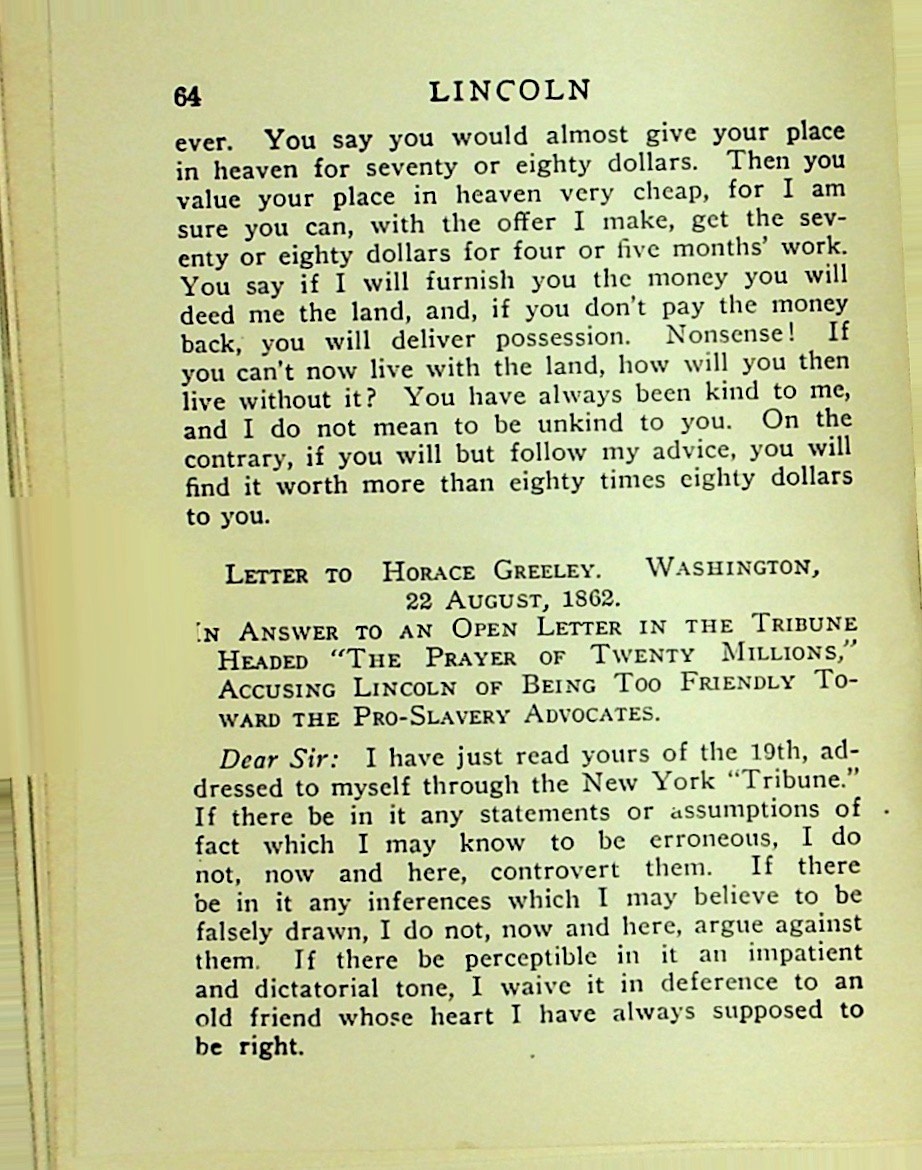 64 LINCOLN
ever. You say you would almost give your place
in heaven for seventy or eighty dollars. Then you
value your place in heaven very cheap, for I am
sure you can, with the offer I make, get the sev-
enty or eighty dollars for four or five months' work.
You say if I will furnish you the money you will
deed me the land, and, if you don't pay the money
back, you will deliver possession. Nonsense! If
you can't now live with the land, how will you then
live without it? You have always been kind to me,
and I do not mean to be unkind to you. On the
contrary, if you will but follow my advice, you will
find it worth more than eighty times eighty dollars
to you.
LETTER TO HORACE GREELEY. WASHINGTON,
22 AUGUST, 1862.
IN ANSWER TO AN OPEN LETTER IN THE TRIBUNE
HEADED "THE PRAYER OF TWENTY MILLIONS,"
ACCUSING LINCOLN OF BEING TOO FRIENDLY TO-
WARD THE PRO-SLAVERY ADVOCATES.
Dear Sir: I have just read yours of the 19th, ad-
dressed to myself through the New York "Tribune."
If there be in it any statements or assumptions of
fact which I may know to be erroneous, I do
not, now and here, controvert them. If there
be in it any inferences which I may believe to be
falsely drawn, I do not, now and here, argue against
them. If there be perceptible in it an impatient
and dictatorial tone, I waive it in deference to an
old friend whose heart I have always supposed to
be right.